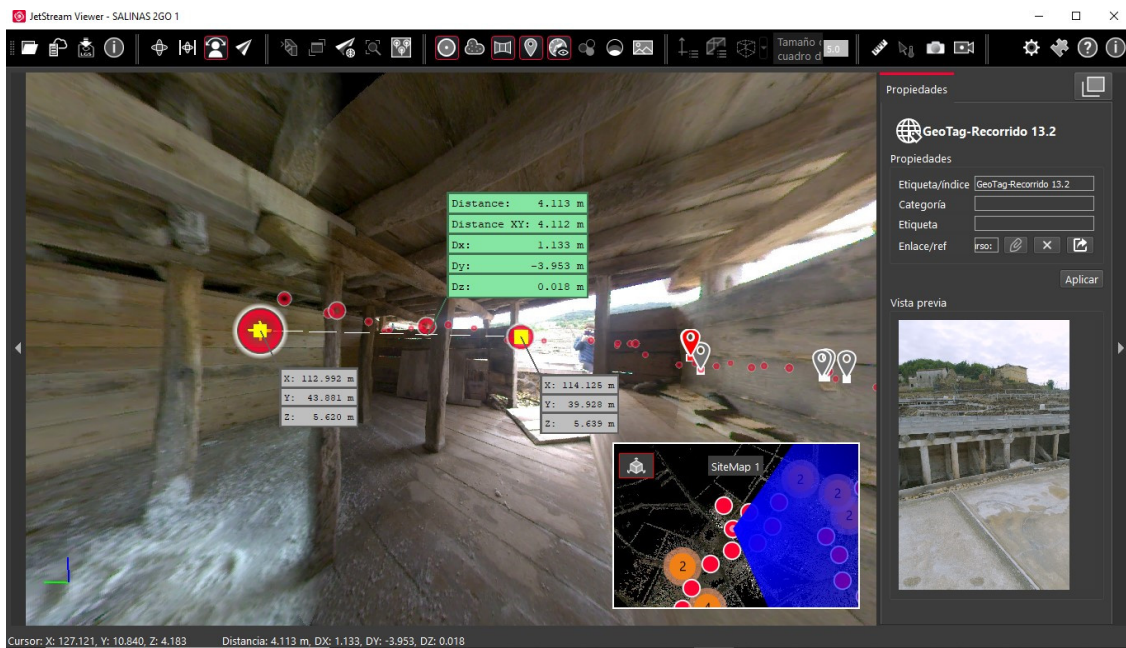 JetStream Viewer - SALINAS 2GO 1
LGS
Tamaño
cuadro d
5.0
Propiedades
GeoTag-Recorrido 13.2
Propiedades
Etiqueta/índice GeoTag-Recorrido 13.2
Categoría
Etiqueta
Enlace/ref rso:
Aplicar
Vista previa
Distance: 4.113 m
Distance XY: 4.112 m
Dx: 1.133 m
Dy: -3.953 m
Dz: 0.018 m
X: 112.992 m
Y: 43.881 m
Z: 5.620 m
X: 114.125 m
Y: 39.928 m
Z: 5.639 m
SiteMap 1
2
2
2
2
4
Cursor: X: 127.121, Y: 10.840, Z: 4.183 Distancia: 4.113 m, DX: 1.133, DY: -3.953, DZ: 0.018